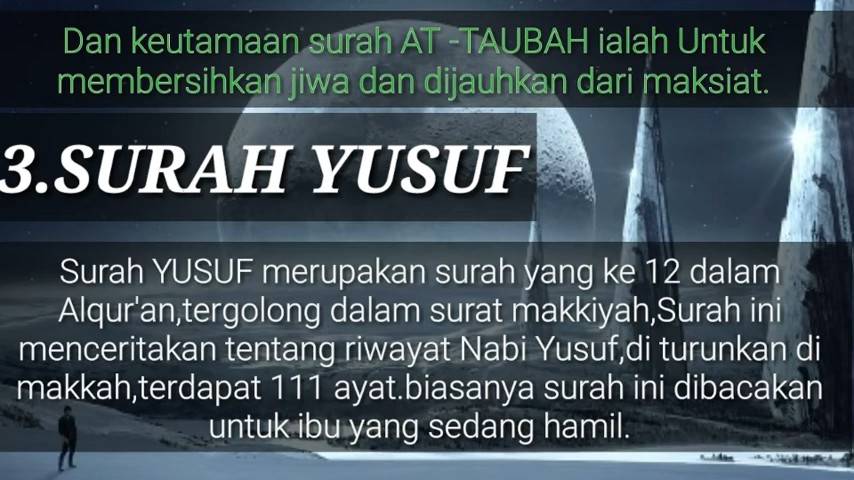 Dan keutamaan surah AT -TAUBAH ialah Untuk
membersihkan jiwa dan dijauhkan dari maksiat.
3.SURAH YUSUF
Surah YUSUF merupakan surah yang ke 12 dalam
Alqur'an,tergolong dalam surat makkiyah,Surah ini
menceritakan tentang riwayat Nabi Yusuf,di turunkan di
makkah,terdapat 111 ayat.biasanya surah ini dibacakan
untuk ibu yang sedang hamil.